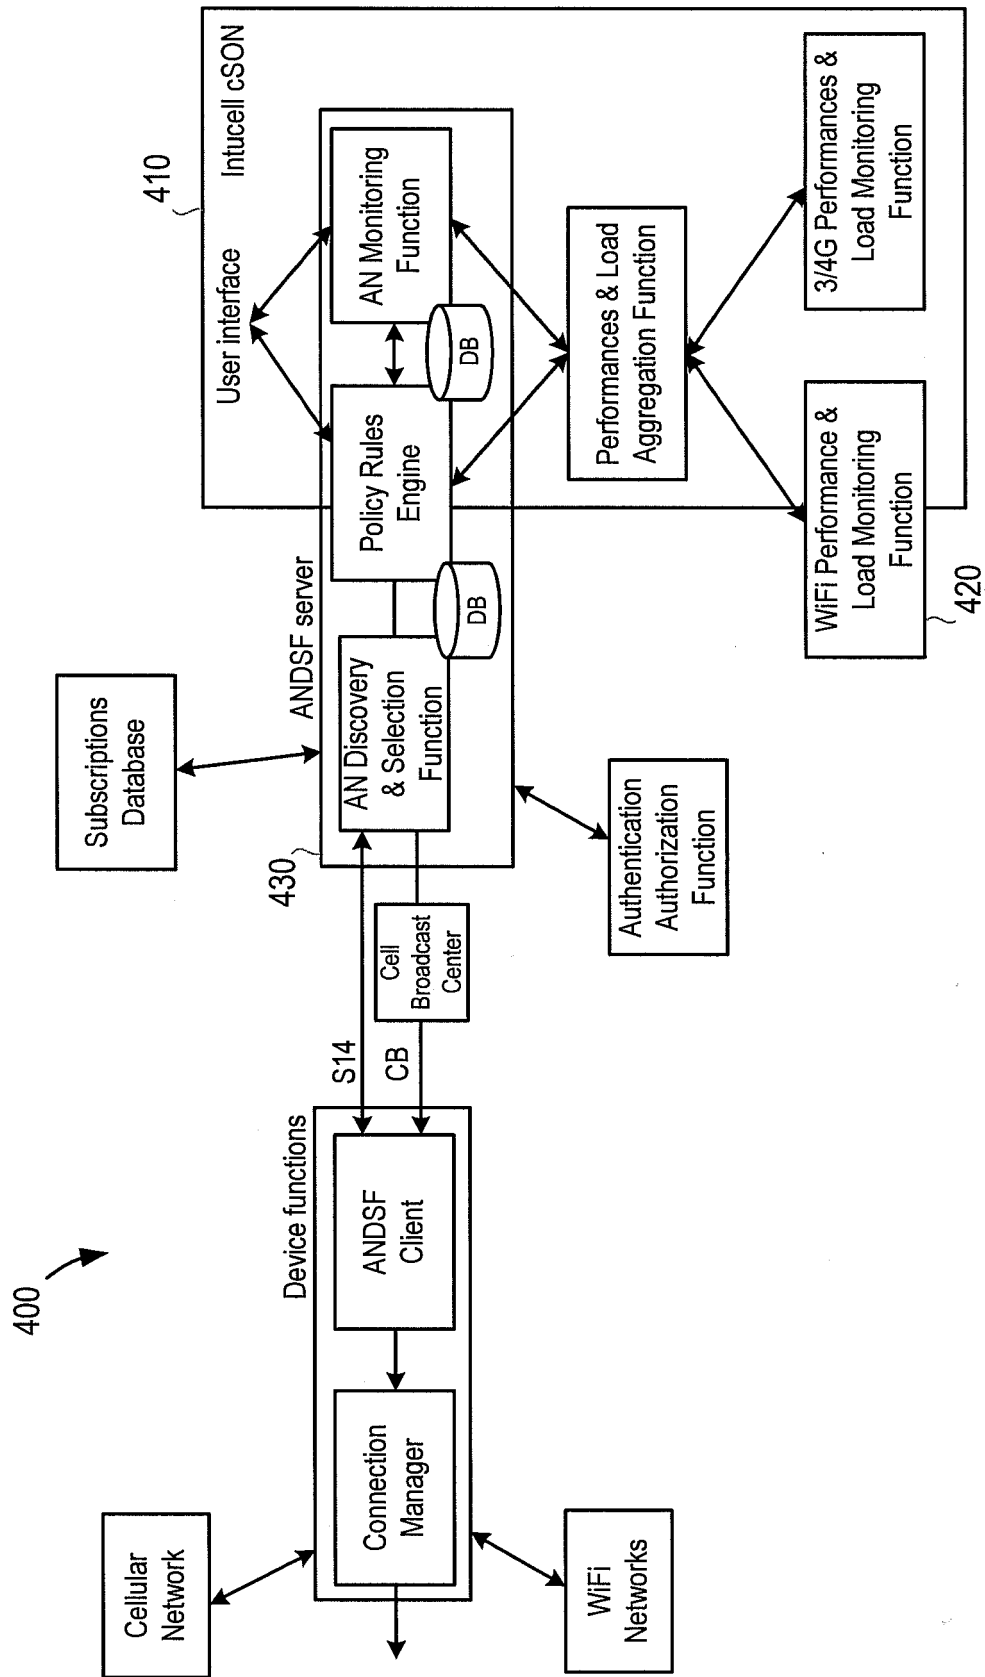 400
Cellular
Network
Connection
Manager
WiFi
Networks
Device functions
ANDSF
Client
S14
CB
Cell
Broadcast
Center
430
Subscriptions
Database
ANDSF server
AN Discovery
& Selection
Function
DB
Authentication
Authorization
Function
Policy Rules
Engine
DB
AN Monitoring
Function
User interface
410
Intucell cSON
Performances & Load
Aggregation Function
WiFi Performance &
Load Monitoring
Function
420
3/4G Performances &
Load Monitoring
Function